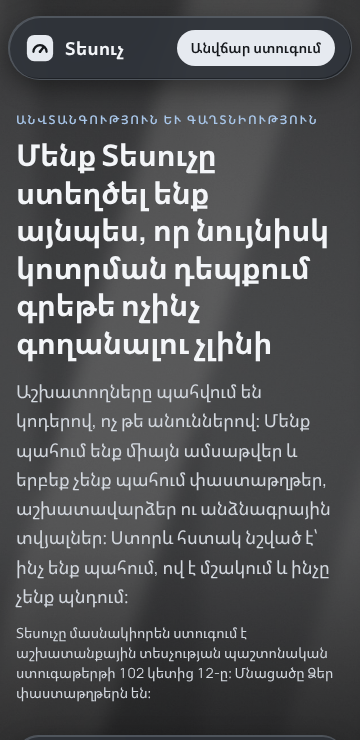 Տեսուչ
Անվճար ստուգում
ԱՆՎՏԱՆԳՈՒԹՅՈՒՆ ԵՒ ԳԱՂՏՆԻՈՒԹՅՈՒՆ
Մենք Տեսուչը
ստեղծել ենք
այնպես, որ նույնիսկ
կոտրման դեպքում
գրեթե ոչինչ
գողանալու չլինի
Աշխատողները պահվում են
կոդերով, ոչ թե անուններով։ Մենք
պահում ենք միայն ամսաթվեր և
երբեք չենք պահում փաստաթղթեր,
աշխատավարձեր ու անձնագրային
տվյալներ։ Ստորև հստակ նշված է՝
ինչ ենք պահում, ով է մշակում և ինչը
չենք պնդում։
Տեսուչը մասնակիորեն ստուգում է
աշխատանքային տեսչության պաշտոնական
ստուգաթերթի 102 կետից 12-ը։ Մնացածը Ձեր
փաստաթղթերն են։